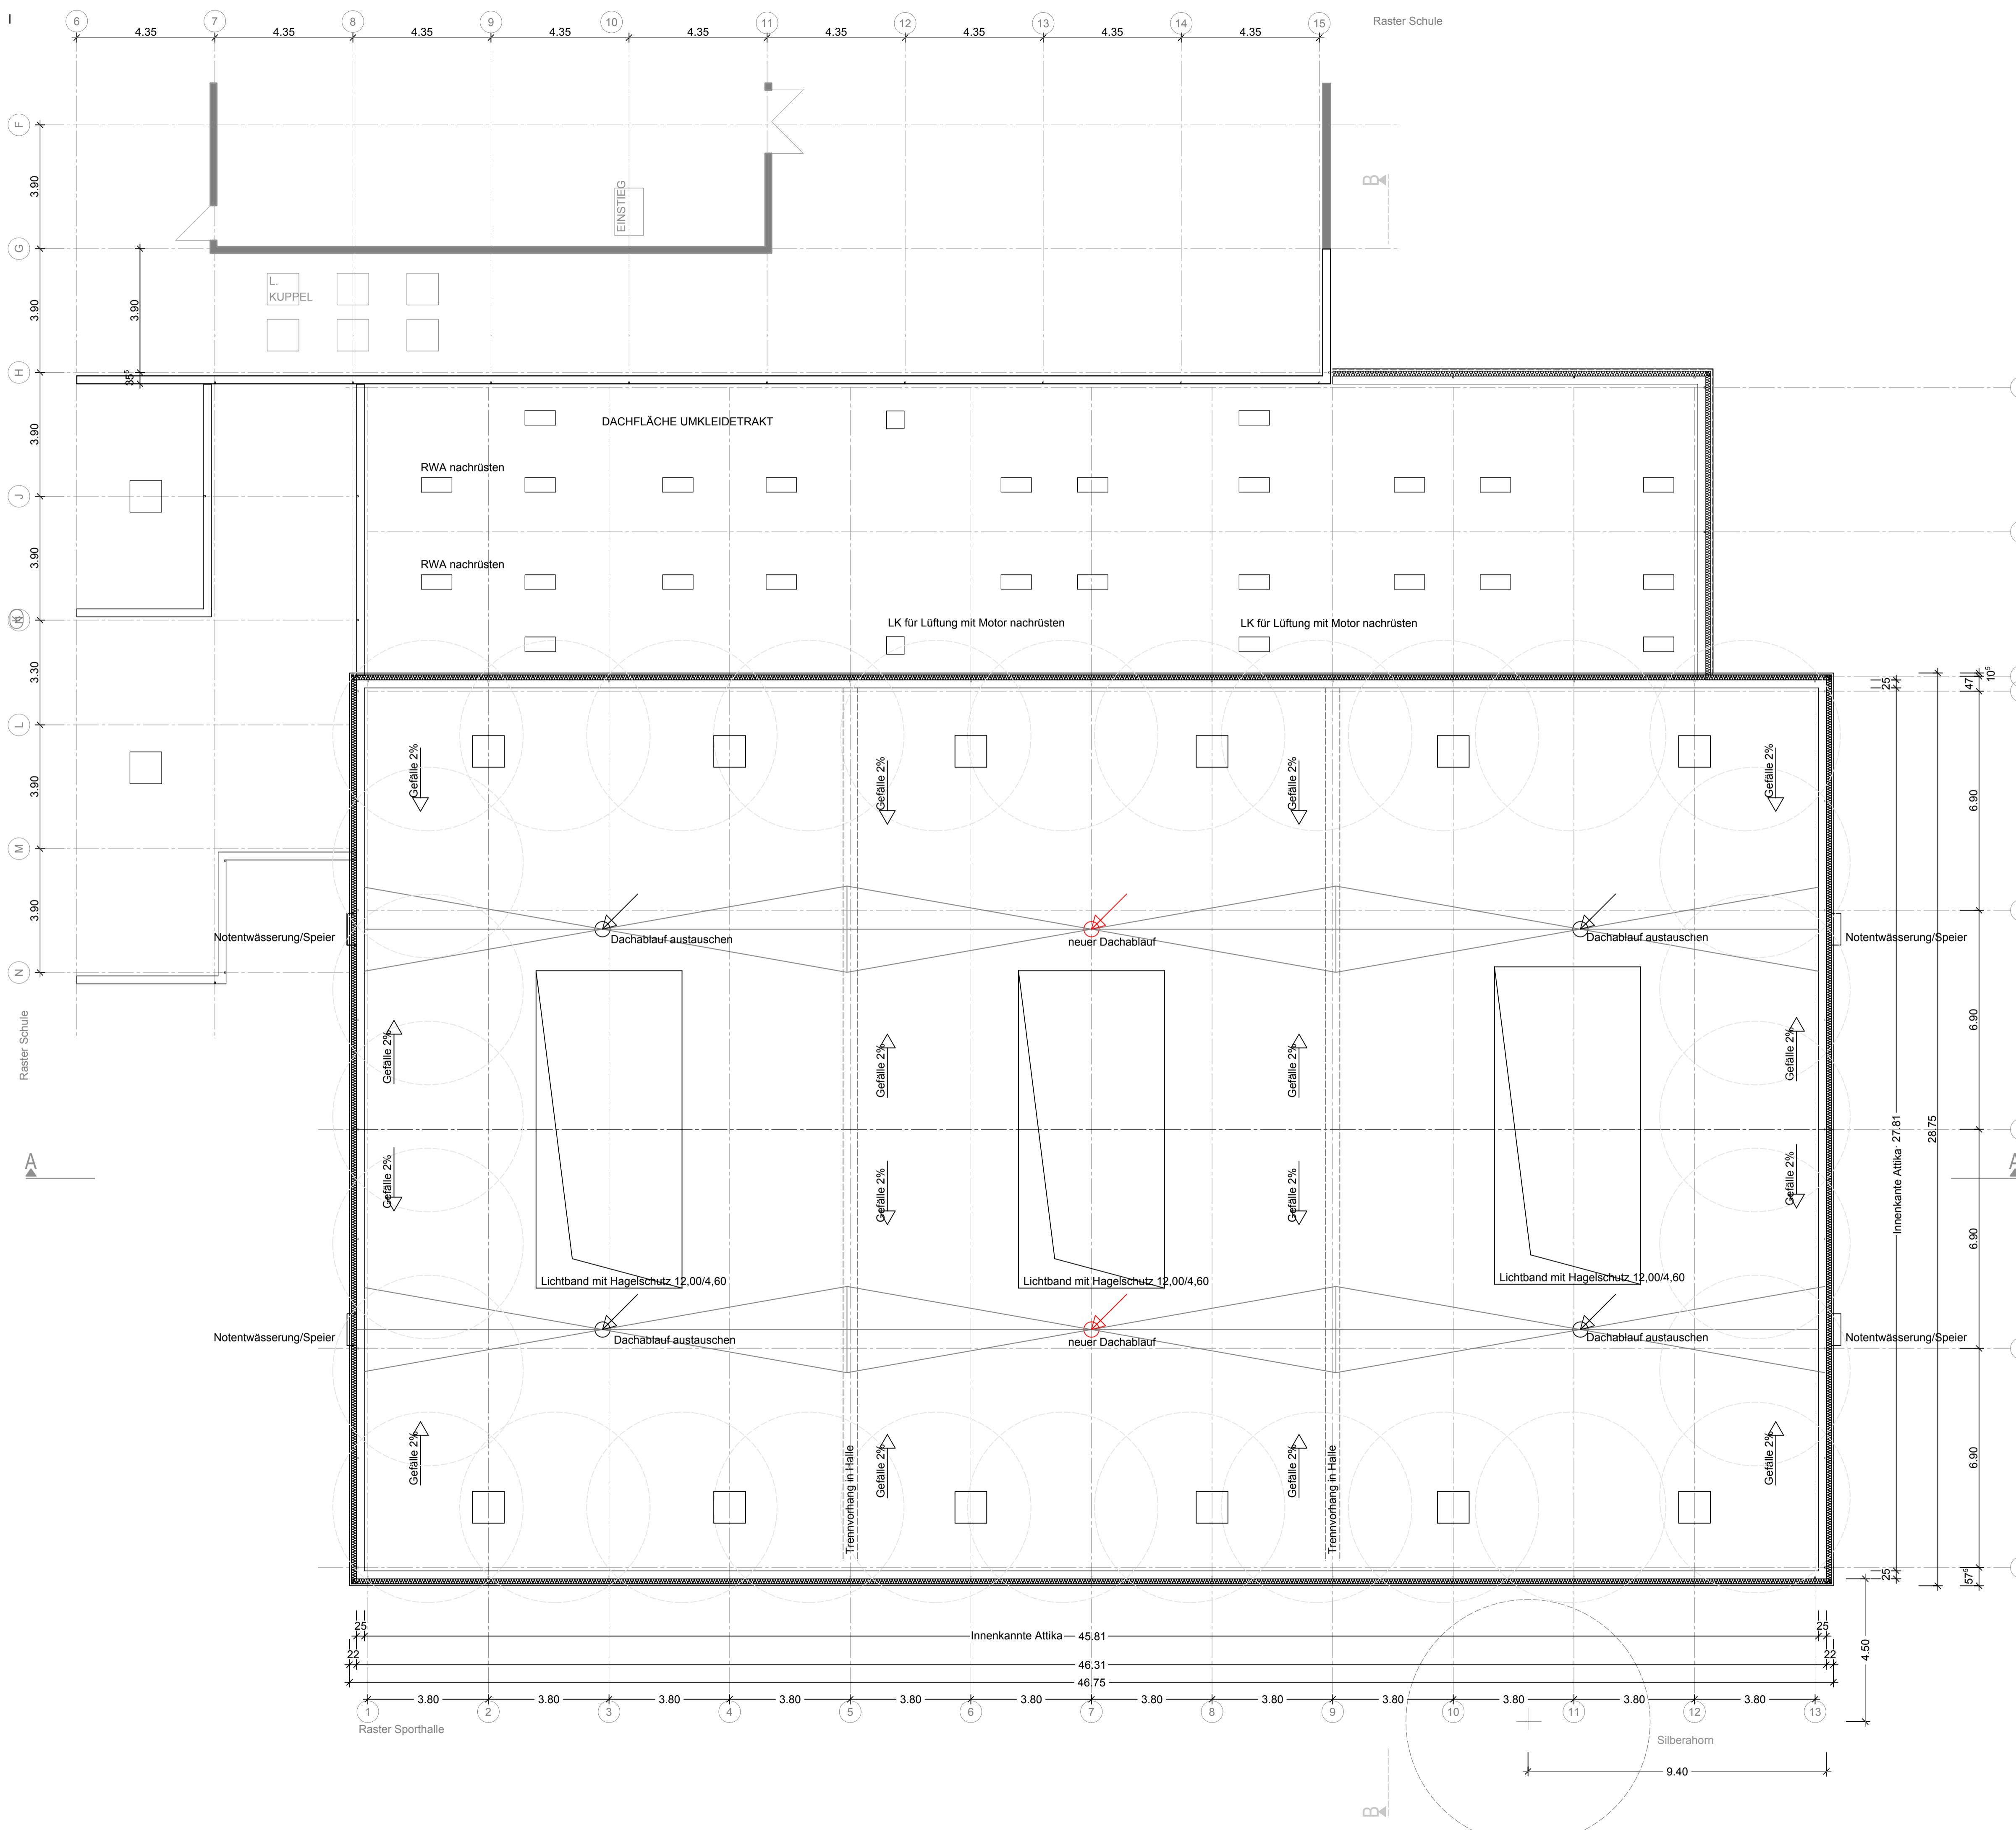 I
6 7 8 9 10 11 12 13 14 15 Raster Schule
4.35 4.35 4.35 4.35 4.35 4.35 4.35 4.35 4.35
F
3.90
EINSTIEG
B
G
L.
KUPPEL
3.90 3.90
H
35⁵
DACHFLÄCHE UMKLEIDETRAKT
3.90
RWA nachrüsten
J
3.90
RWA nachrüsten
LK für Lüftung mit Motor nachrüsten LK für Lüftung mit Motor nachrüsten
3.30
25 47 10⁵
L
Gefälle 2% Gefälle 2% Gefälle 2% Gefälle 2%
3.90
6.90
M
3.90
Notentwässerung/Speier Dachablauf austauschen neuer Dachablauf Dachablauf austauschen Notentwässerung/Speier
N
Raster Schule
Gefälle 2% Gefälle 2% Gefälle 2% Gefälle 2%
6.90
Innenkante Attika 27.81
28.75
A A
Gefälle 2% Gefälle 2% Gefälle 2% Gefälle 2%
6.90
Lichtband mit Hagelschutz 12,00/4,60 Lichtband mit Hagelschutz 12,00/4,60 Lichtband mit Hagelschutz 12,00/4,60
Notentwässerung/Speier Dachablauf austauschen neuer Dachablauf Dachablauf austauschen Notentwässerung/Speier
Gefälle 2% Gefälle 2% Gefälle 2% Gefälle 2%
6.90
Trennvorhang in Halle Trennvorhang in Halle
25 57⁵
25 Innenkannte Attika 45.81 25
22 46.31 22
46.75
4.50
3.80 3.80 3.80 3.80 3.80 3.80 3.80 3.80 3.80 3.80 3.80 3.80
1 2 3 4 5 6 7 8 9 10 11 12 13
Raster Sporthalle
Silberahorn
9.40
B